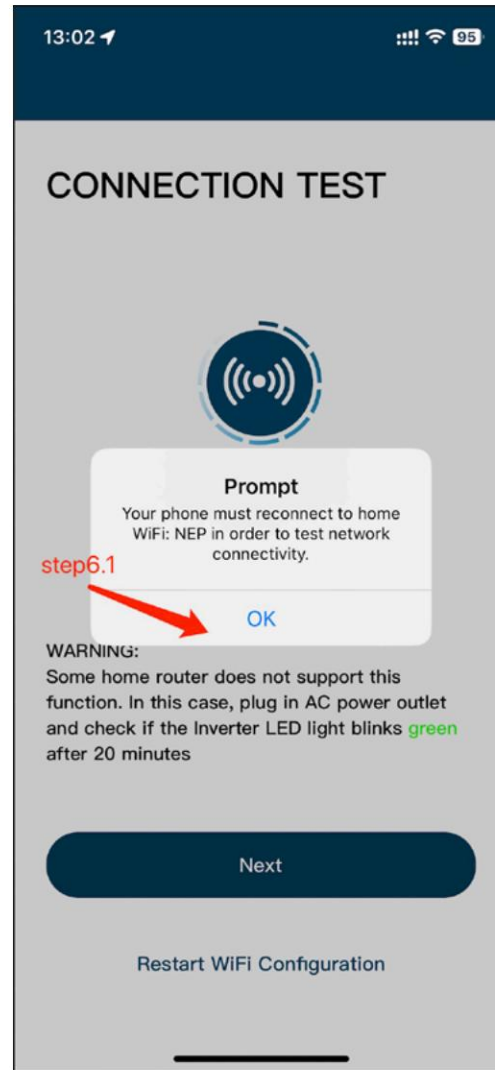 13:02
95
CONNECTION TEST
Prompt
Your phone must reconnect to home
WiFi: NEP in order to test network
connectivity.
step6.1
OK
WARNING:
Some home router does not support this
function. In this case, plug in AC power outlet
and check if the Inverter LED light blinks green
after 20 minutes
Next
Restart WiFi Configuration